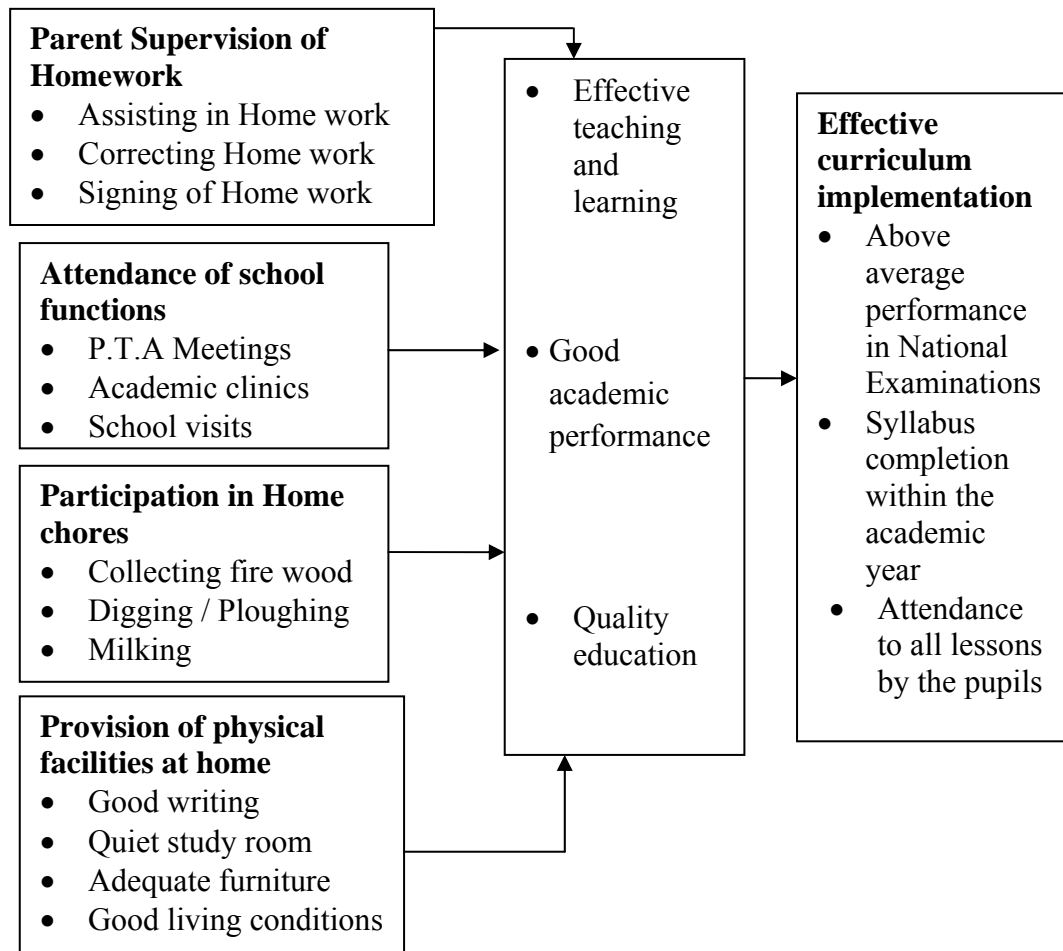 Parent Supervision of
Homework
• Assisting in Home work
• Correcting Home work
• Signing of Home work
Attendance of school
functions
• P.T.A Meetings
• Academic clinics
• School visits
Participation in Home
chores
• Collecting fire wood
• Digging / Ploughing
• Milking
Provision of physical
facilities at home
• Good writing
• Quiet study room
• Adequate furniture
• Good living conditions
• Effective
teaching
and
learning
• Good
academic
performance
• Quality
education
Effective
curriculum
implementation
• Above
average
performance
in National
Examinations
• Syllabus
completion
within the
academic
year
• Attendance
to all lessons
by the pupils